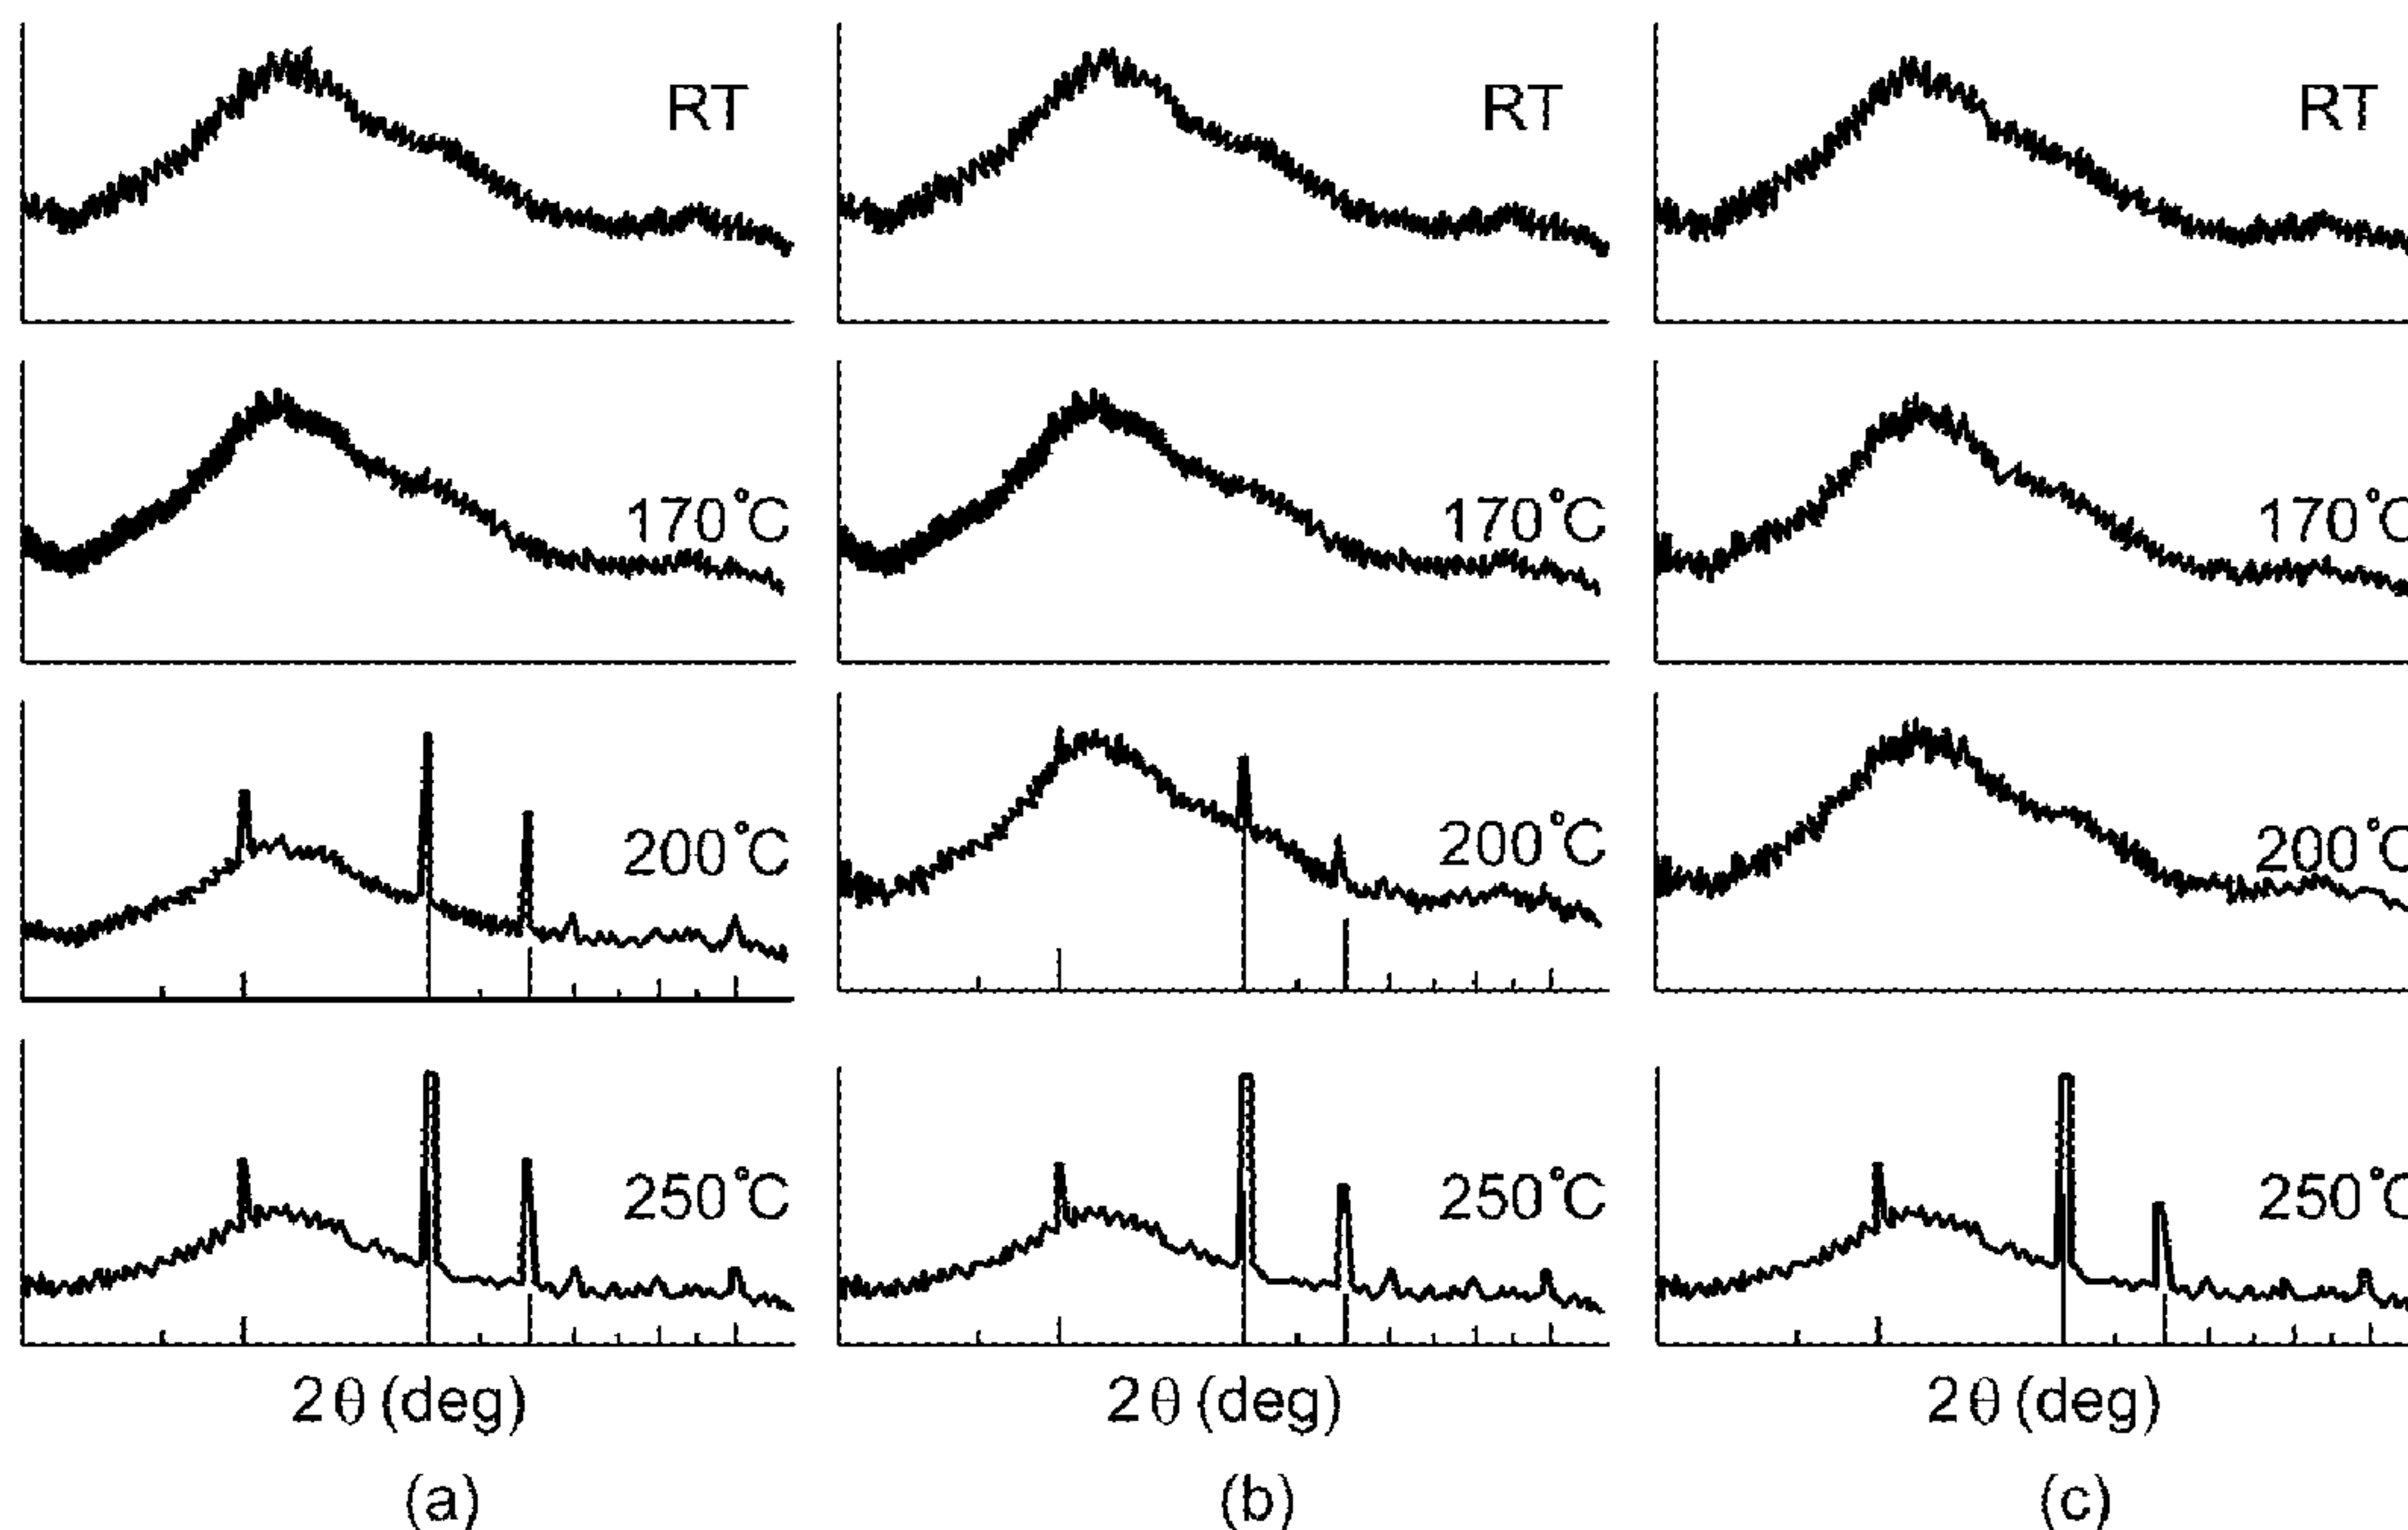 RT RT RT
170°C 170°C 170°C
200°C 200°C 200°C
250°C 250°C 250°C
2θ (deg) 2θ (deg) 2θ (deg)
(a) (b) (c)